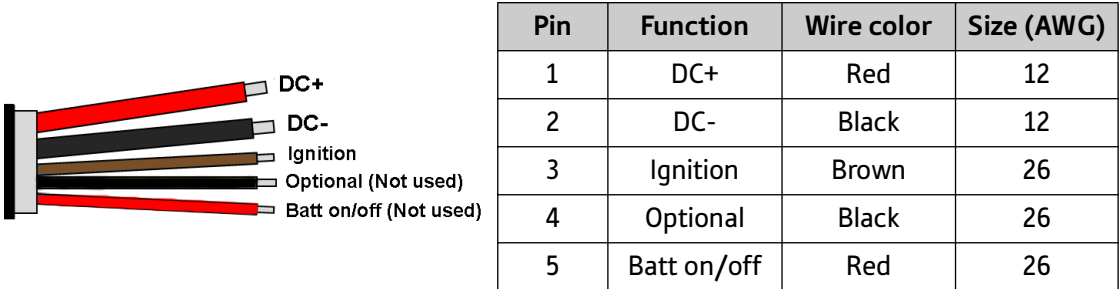 DC+
DC-
Ignition
Optional (Not used)
Batt on/off (Not used)
Pin Function Wire color Size (AWG)
1 DC+ Red 12
2 DC- Black 12
3 Ignition Brown 26
4 Optional Black 26
5 Batt on/off Red 26